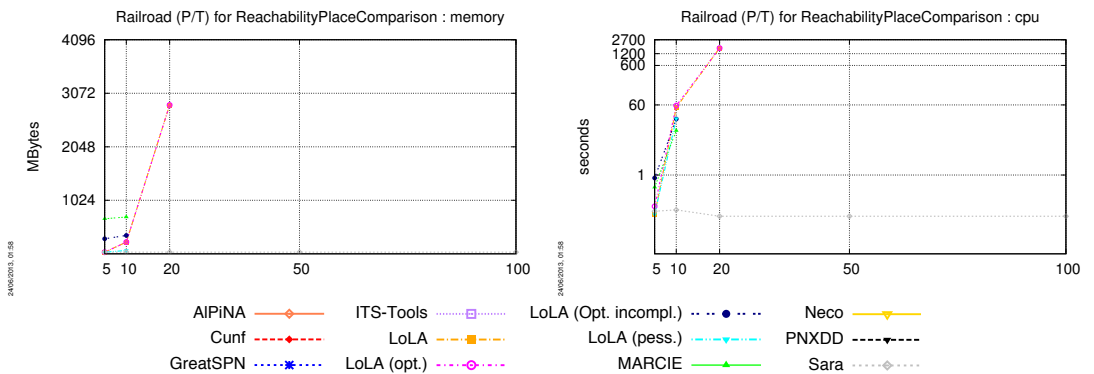 Railroad (P/T) for ReachabilityPlaceComparison : memory
4096
3072
2048
1024
MBytes
5 10 20 50 100
24/06/2013, 01:58
Railroad (P/T) for ReachabilityPlaceComparison : cpu
2700
1200
600
60
1
seconds
5 10 20 50 100
24/06/2013, 01:58
AlPiNA ITS-Tools LoLA (Opt. incompl.) Neco
Cunf LoLA LoLA (pess.) PNXDD
GreatSPN LoLA (opt.) MARCIE Sara